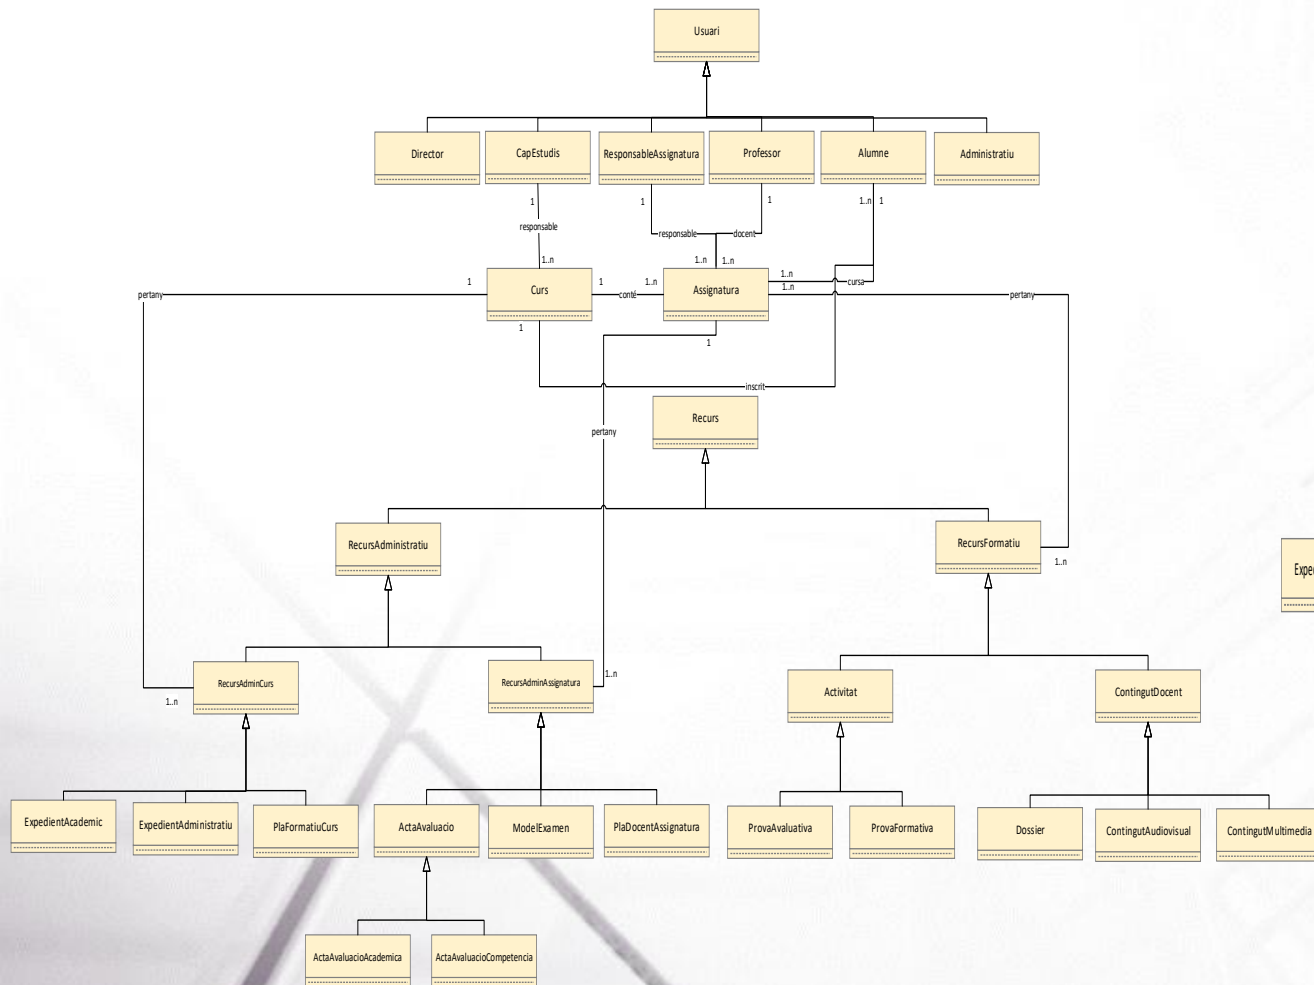 Usuari
Director
CapEstudis
ResponsableAssignatura
Professor
Alumne
Administratiu
1
1
1
1..n
1
responsable
responsable
docent
1..n
1..n
1..n
1
1
1..n
1..n
1..n
pertany
Curs
conté
Assignatura
cursa
pertany
1
1
inscrit
Recurs
pertany
RecursAdministratiu
RecursFormatiu
1..n
RecursAdminCurs
RecursAdminAssignatura
1..n
1..n
Activitat
ContingutDocent
ExpedientAcademic
ExpedientAdministratiu
PlaFormatiuCurs
ActaAvaluacio
ModelExamen
PlaDocentAssignatura
ProvaAvaluativa
ProvaFormativa
Dossier
ContingutAudiovisual
ContingutMultimedia
ActaAvaluacioAcademica
ActaAvaluacioCompetencia